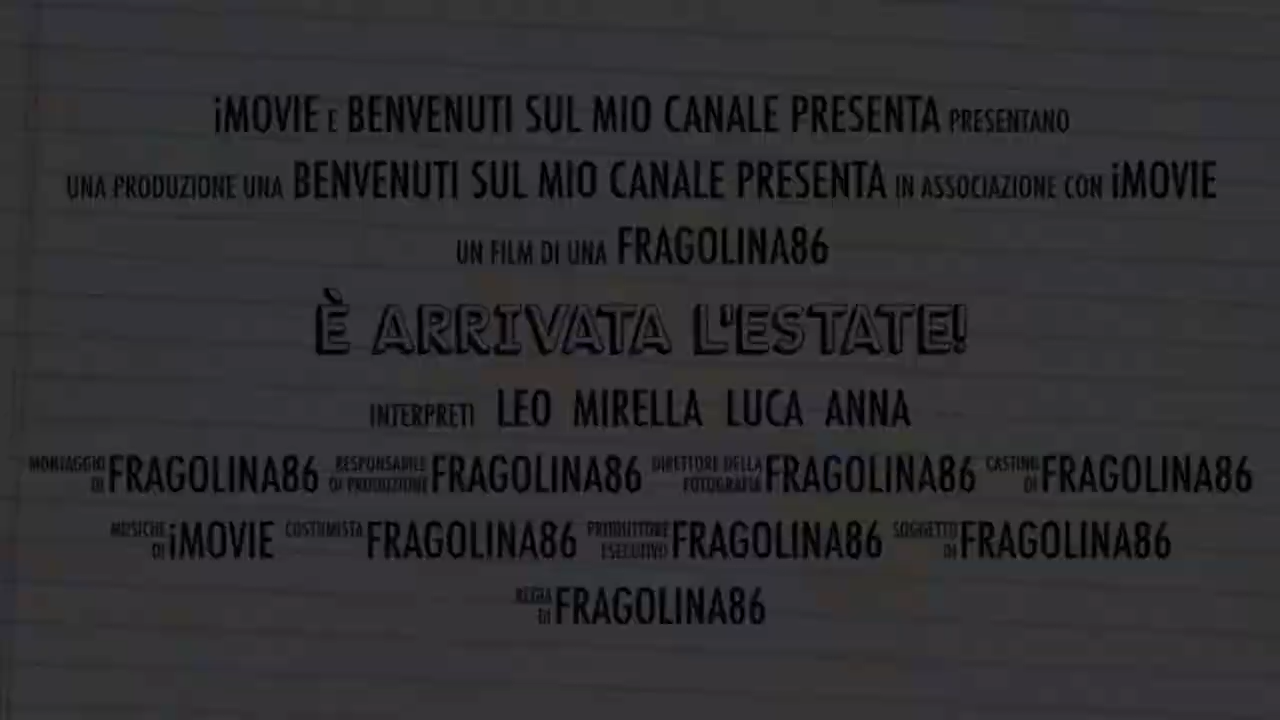 iMOVIE E BENVENUTI SUL MIO CANALE PRESENTA PRESENTANO
UNA PRODUZIONE UNA BENVENUTI SUL MIO CANALE PRESENTA IN ASSOCIAZIONE CON iMOVIE
UN FILM DI UNA FRAGOLINA86
È ARRIVATA L'ESTATE!
INTERPRETI LEO MIRELLA LUCA ANNA
MONTAGGIO DI FRAGOLINA86 RESPONSABILE DI PRODUZIONE FRAGOLINA86 DIRETTORE DELLA FOTOGRAFIA FRAGOLINA86 CASTING DI FRAGOLINA86
MUSICHE DI iMOVIE COSTUMISTA FRAGOLINA86 PRODUTTORE ESECUTIVO FRAGOLINA86 SOGGETTO DI FRAGOLINA86
REGIA DI FRAGOLINA86